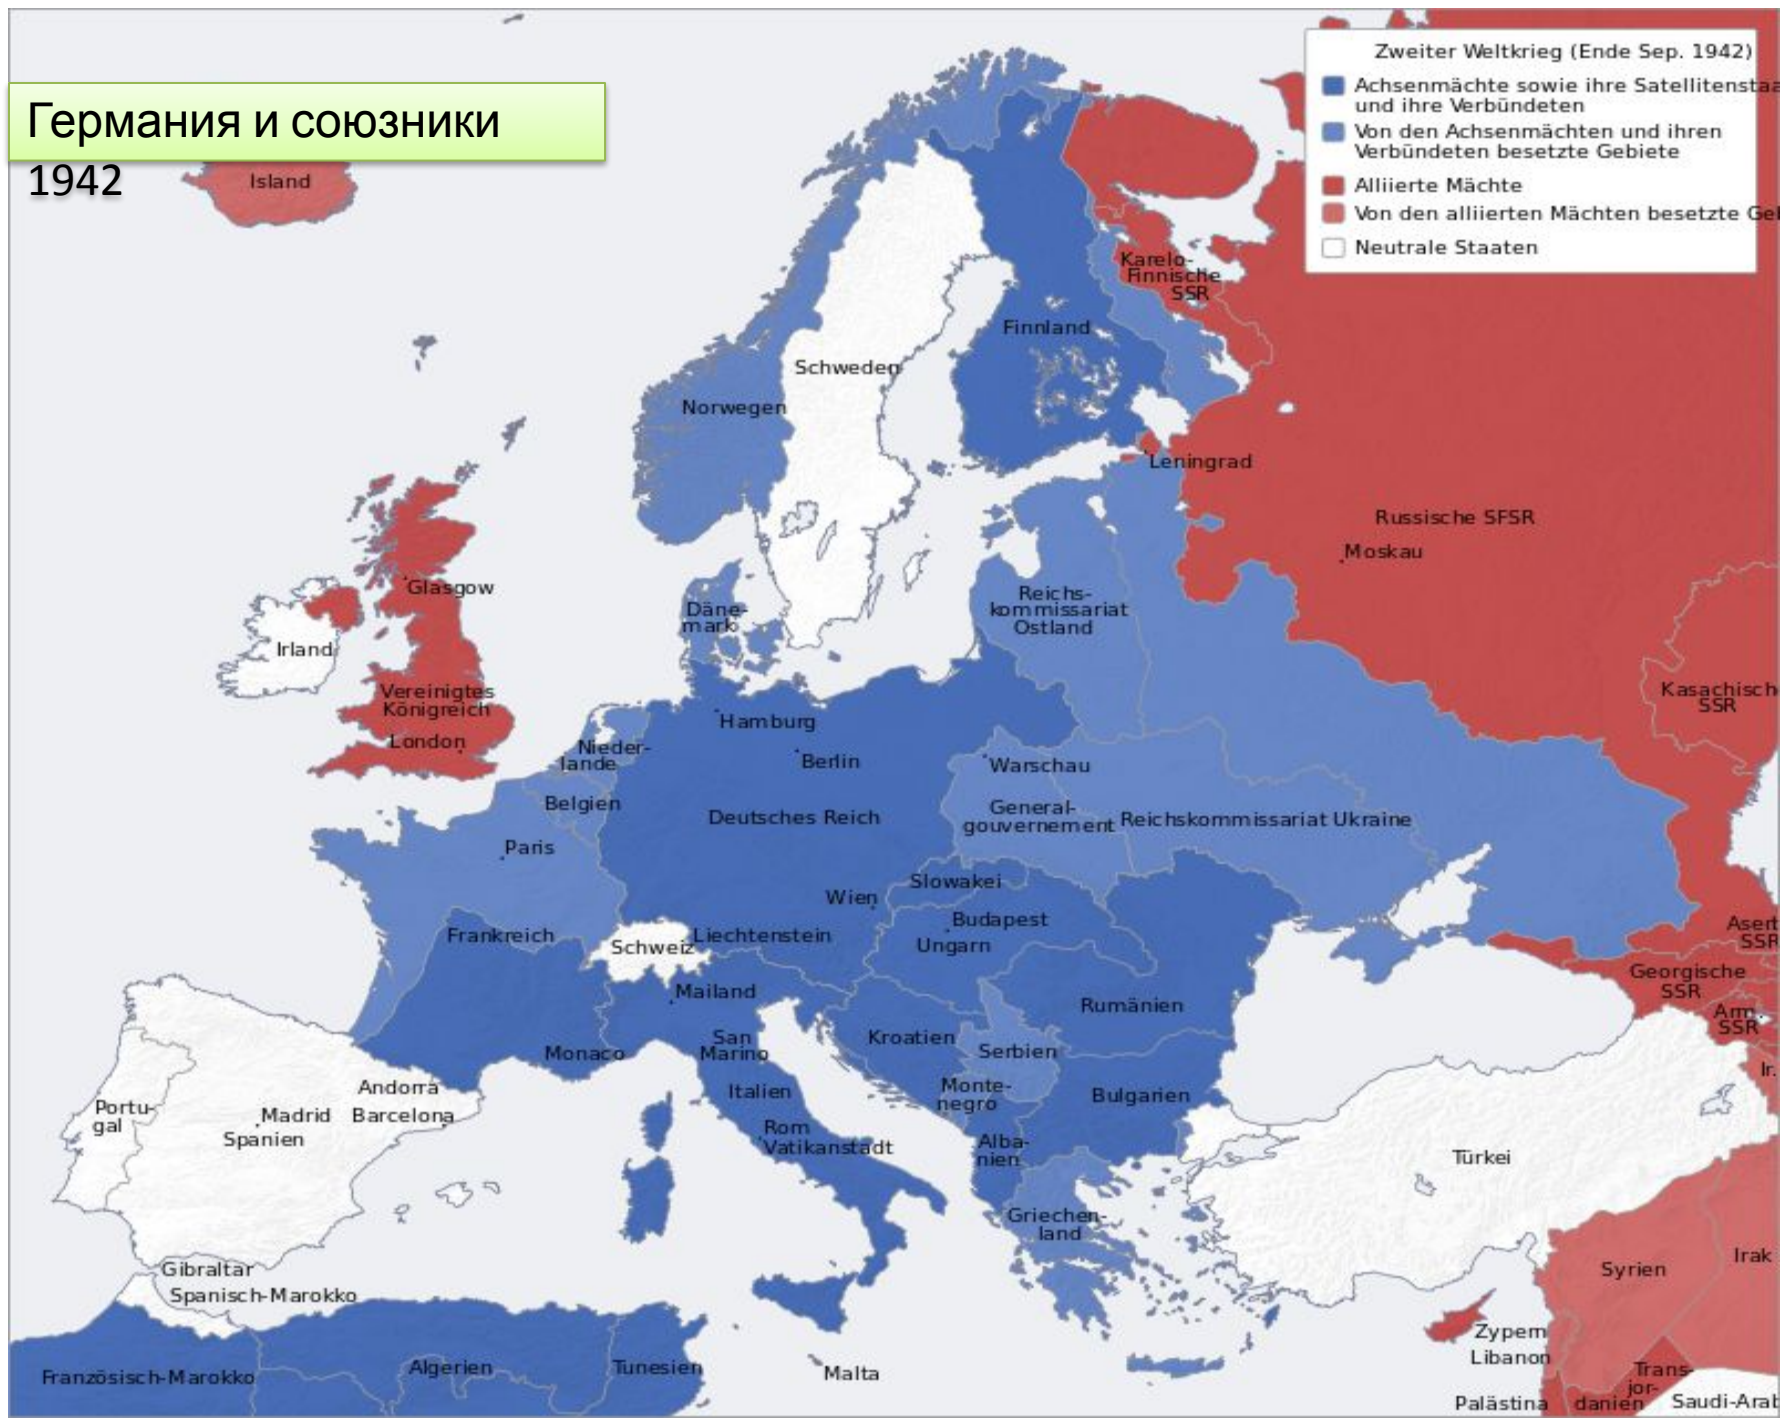 Германия и союзники
1942
Zweiter Weltkrieg (Ende Sep. 1942)
Achsenmächte sowie ihre Satellitenstaa
und ihre Verbündeten
Von den Achsenmächten und ihren
Verbündeten besetzte Gebiete
Alliierte Mächte
Von den alliierten Mächten besetzte Gel
Neutrale Staaten
Island
Karelo-
Finnische
SSR
Finnland
Schweden
Norwegen
Leningrad
Russische SFSR
Moskau
Glasgow
Irland
Vereinigtes
Königreich
London
Däne-
mark
Reichs-
kommissariat
Ostland
Kasachisch
SSR
Hamburg
Berlin
Nieder-
lande
Belgien
Deutsches Reich
Warschau
General-
gouvernement
Reichskommissariat Ukraine
Paris
Slowakei
Wien
Budapest
Ungarn
Frankreich
Schweiz
Liechtenstein
Asert
SSR
Georgische
SSR
Arm.
SSR
Ir.
Mailand
Rumänien
San
Marino
Kroatien
Serbien
Monaco
Italien
Monte-
negro
Bulgarien
Andorra
Barcelona
Portu-
gal
Madrid
Spanien
Rom
Vatikanstadt
Alba-
nien
Türkei
Griechen-
land
Gibraltar
Spanisch-Marokko
Syrien
Irak
Zypern
Libanon
Französisch-Marokko
Algerien
Tunesien
Malta
Palästina
Trans-
jor-
danien
Saudi-Arab